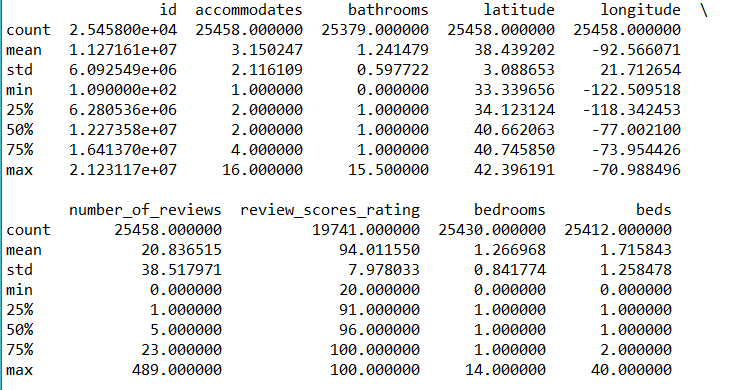 id accommodates bathrooms latitude longitude \
count 2.545800e+04 25458.000000 25379.000000 25458.000000 25458.000000
mean 1.127161e+07 3.150247 1.241479 38.439202 -92.566071
std 6.092549e+06 2.116109 0.597722 3.088653 21.712654
min 1.090000e+02 1.000000 0.000000 33.339656 -122.509518
25% 6.280536e+06 2.000000 1.000000 34.123124 -118.342453
50% 1.227358e+07 2.000000 1.000000 40.662063 -77.002100
75% 1.641370e+07 4.000000 1.000000 40.745850 -73.954426
max 2.123117e+07 16.000000 15.500000 42.396191 -70.988496
number_of_reviews review_scores_rating bedrooms beds
count 25458.000000 19741.000000 25430.000000 25412.000000
mean 20.836515 94.011550 1.266968 1.715843
std 38.517971 7.978033 0.841774 1.258478
min 0.000000 20.000000 0.000000 0.000000
25% 1.000000 91.000000 1.000000 1.000000
50% 5.000000 96.000000 1.000000 1.000000
75% 23.000000 100.000000 1.000000 2.000000
max 489.000000 100.000000 14.000000 40.000000